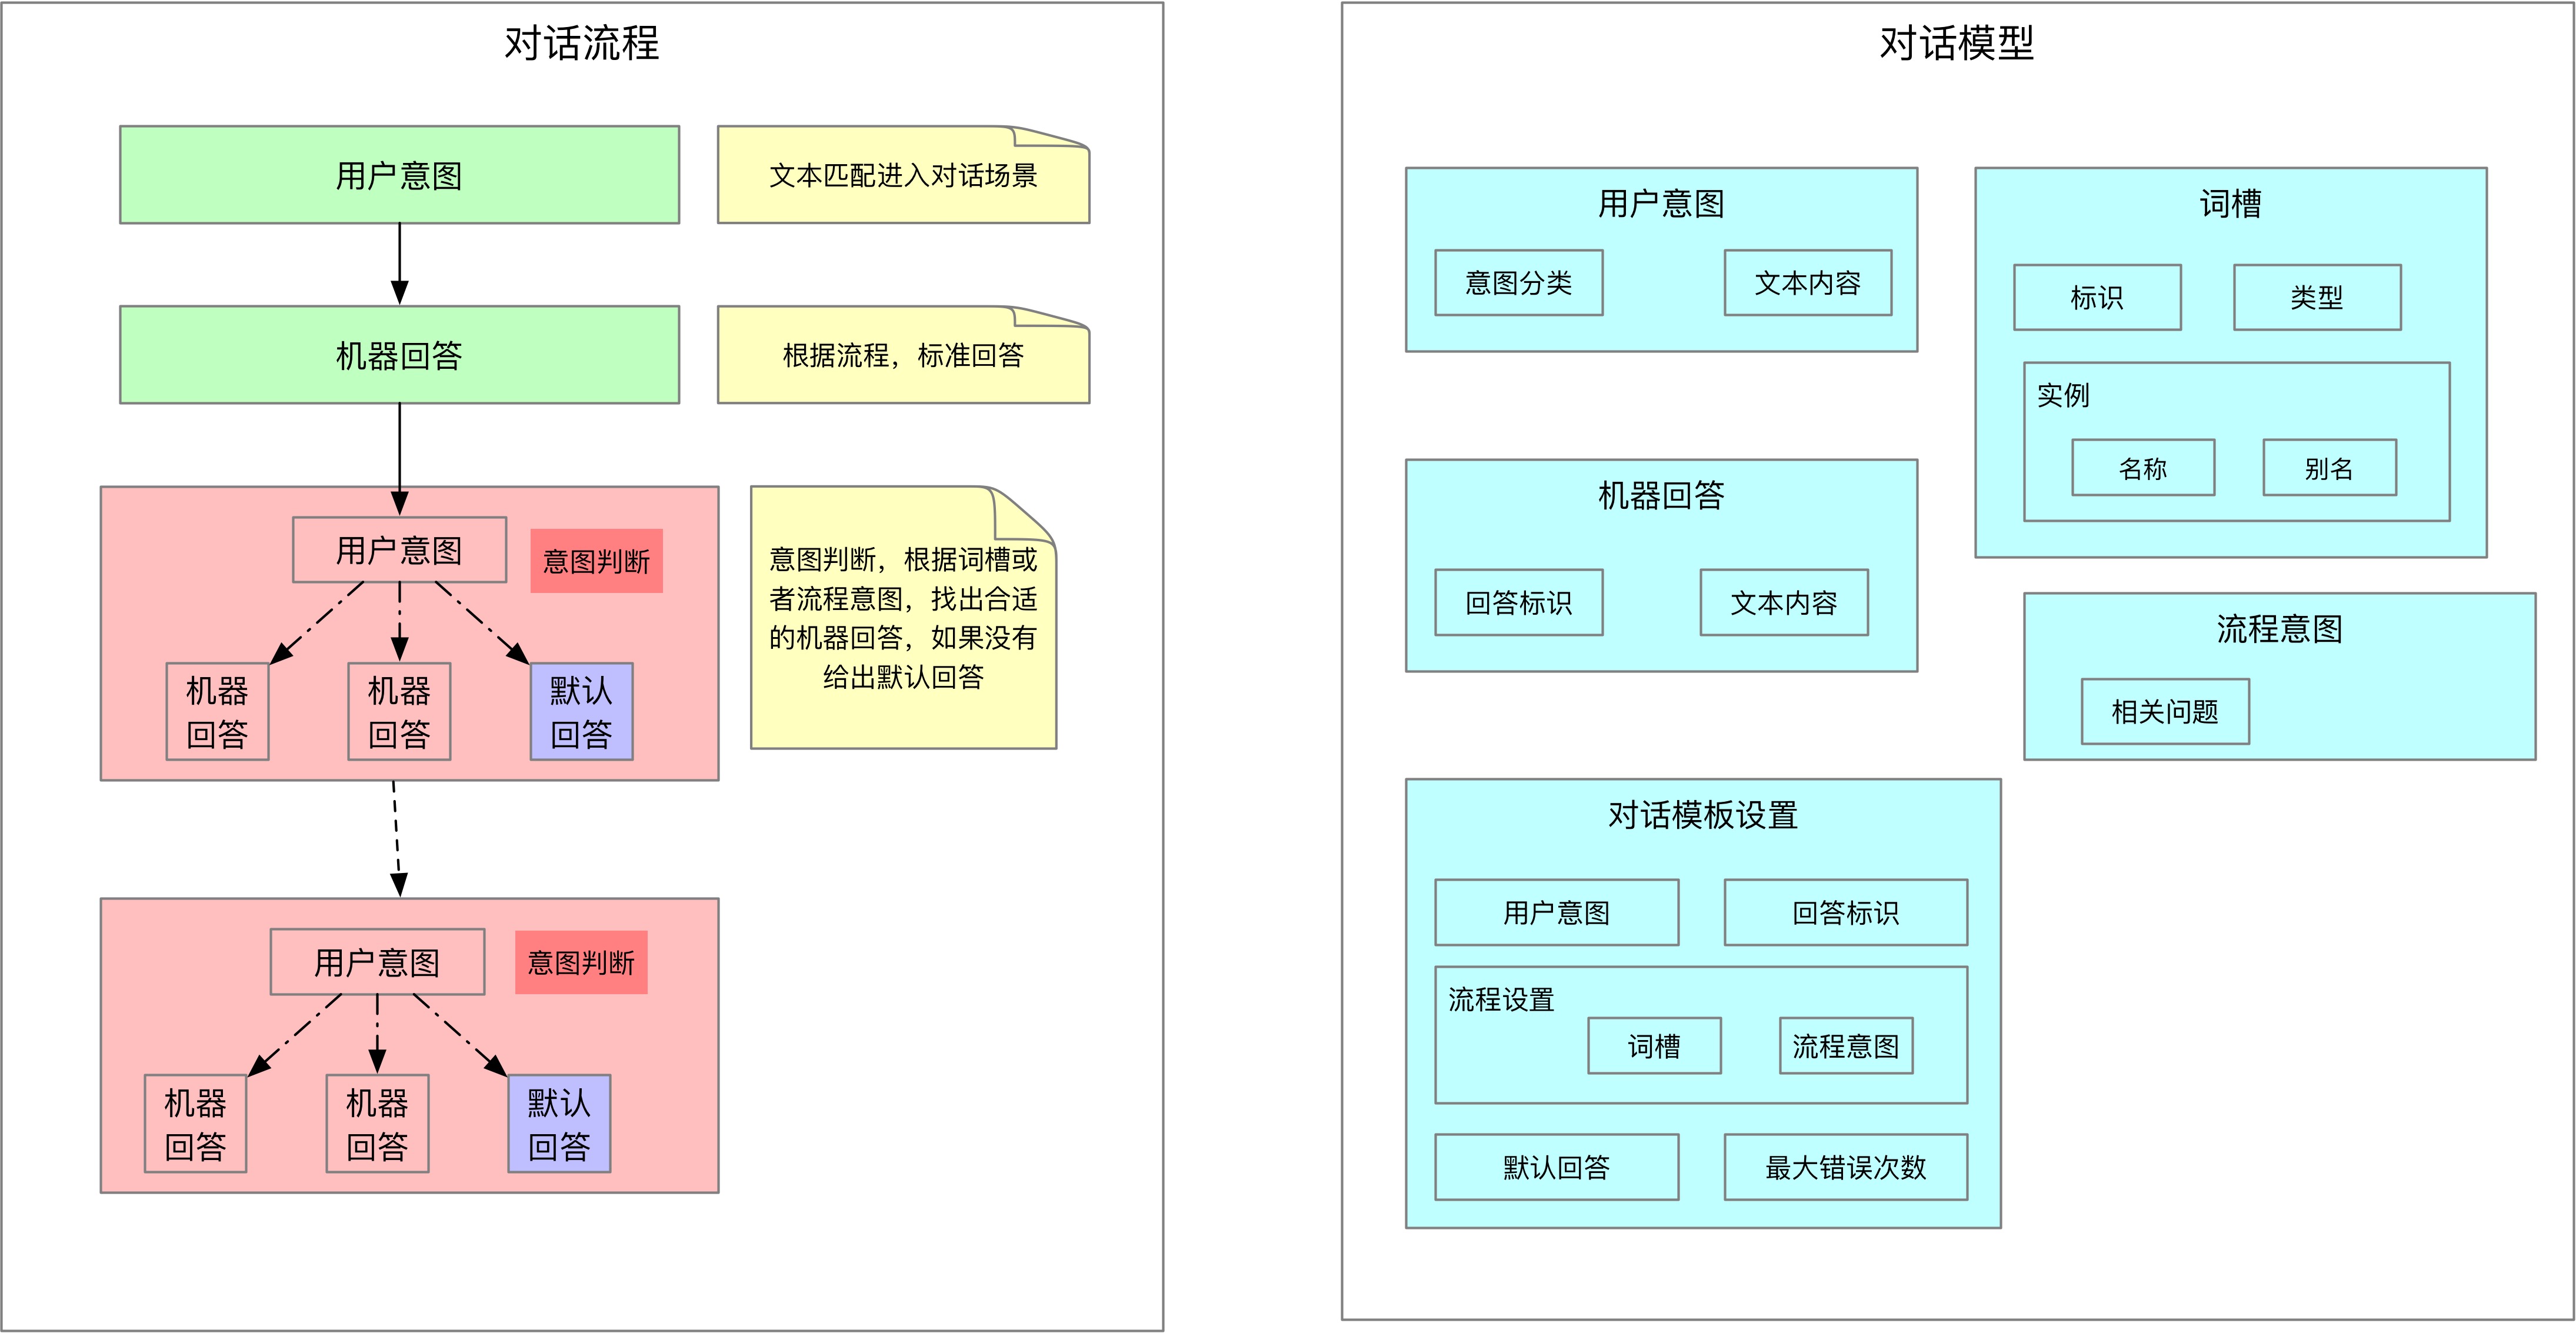 对话流程
用户意图
文本匹配进入对话场景
机器回答
根据流程，标准回答
用户意图
意图判断
机器
回答
机器
回答
默认
回答
意图判断，根据词槽或
者流程意图，找出合适
的机器回答，如果没有
给出默认回答
用户意图
意图判断
机器
回答
机器
回答
默认
回答
对话模型
用户意图
意图分类
文本内容
词槽
标识
类型
实例
名称
别名
机器回答
回答标识
文本内容
流程意图
相关问题
对话模板设置
用户意图
回答标识
流程设置
词槽
流程意图
默认回答
最大错误次数